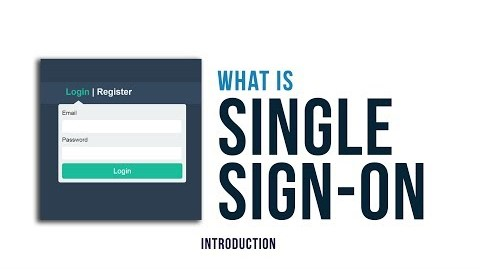 Login | Register
Email
Password
Login
WHAT IS
SINGLE
SIGN-ON
INTRODUCTION